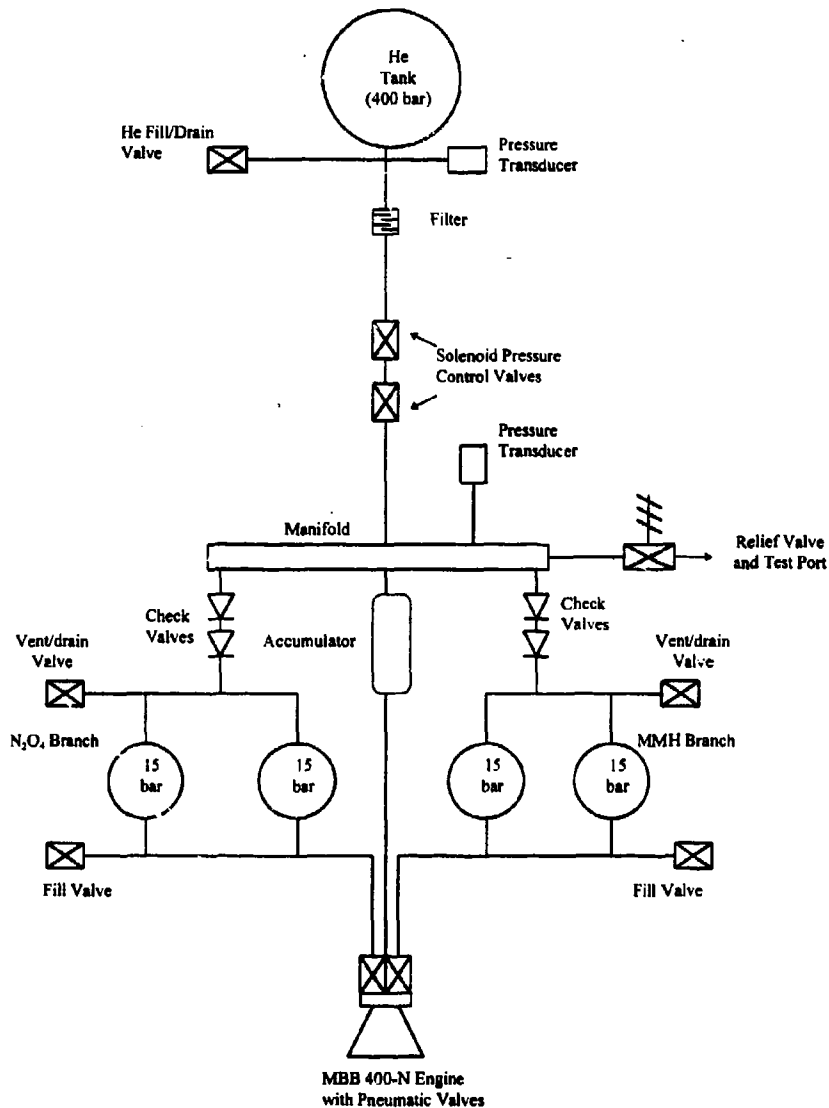 He
Tank
(400 bar)
He Fill/Drain
Valve
Pressure
Transducer
Filter
Solenoid Pressure
Control Valves
Pressure
Transducer
Manifold
Relief Valve
and Test Port
Check
Valves
Accumulator
Check
Valves
Vent/drain
Valve
Vent/drain
Valve
N₂O₄ Branch
MMH Branch
15
bar
15
bar
15
bar
15
bar
Fill Valve
Fill Valve
MBB 400-N Engine
with Pneumatic Valves